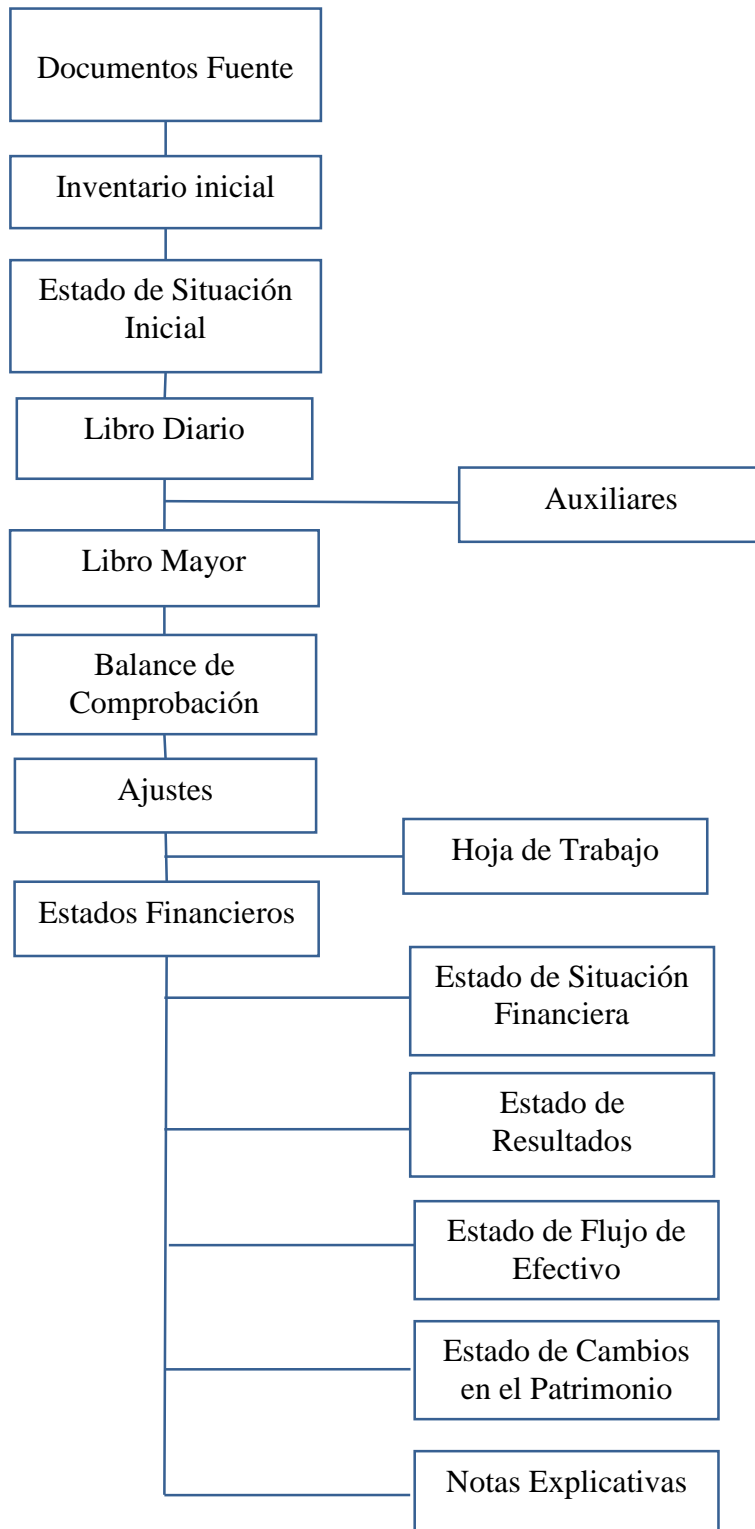 Documentos Fuente
Inventario inicial
Estado de Situación
Inicial
Libro Diario
Auxiliares
Libro Mayor
Balance de
Comprobación
Ajustes
Hoja de Trabajo
Estados Financieros
Estado de Situación
Financiera
Estado de
Resultados
Estado de Flujo de
Efectivo
Estado de Cambios
en el Patrimonio
Notas Explicativas